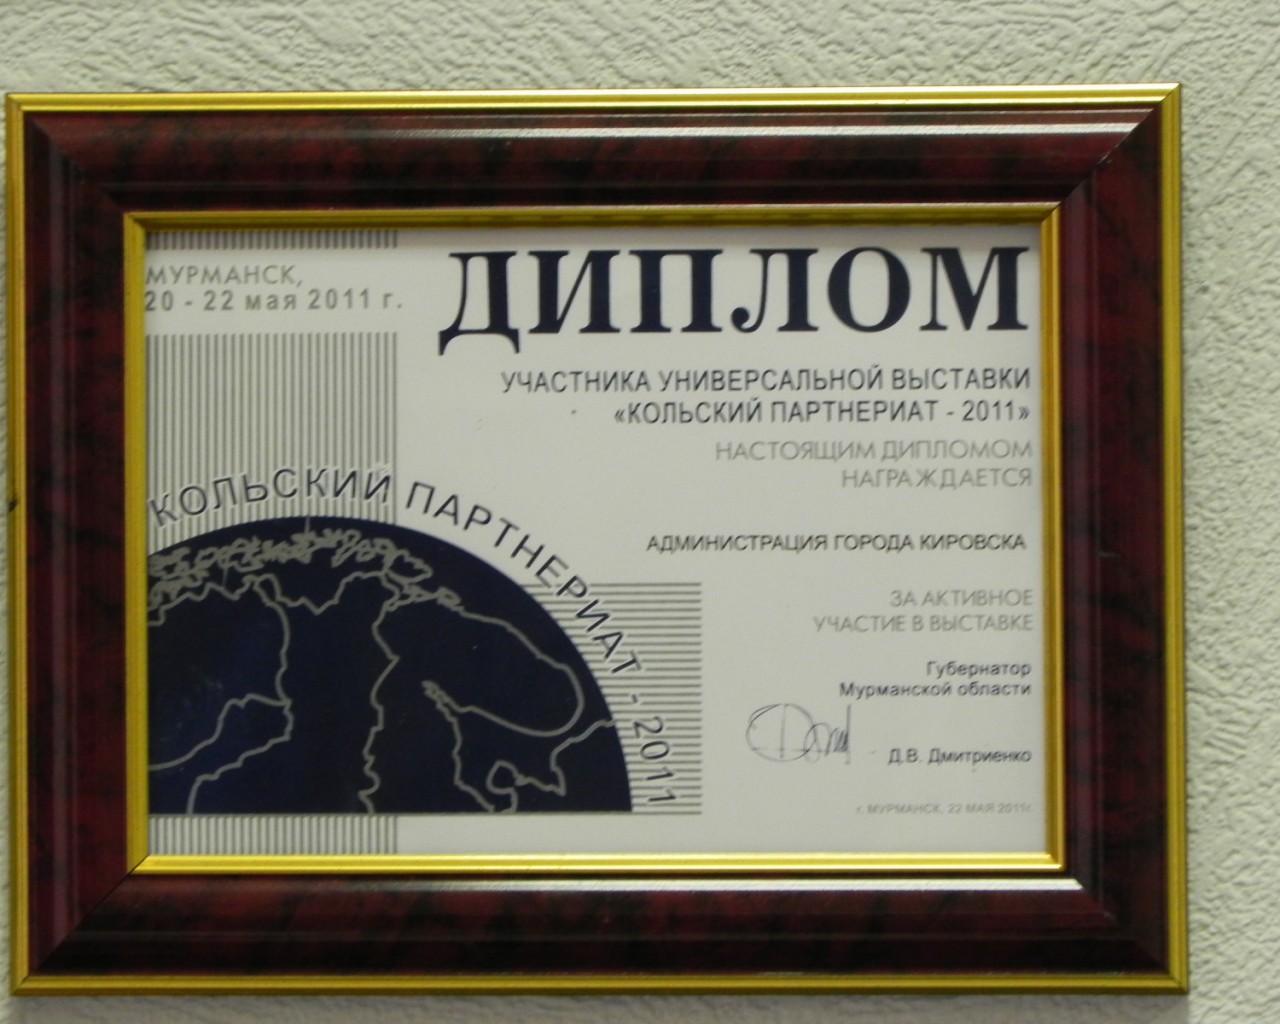 МУРМАНСК,
20 - 22 мая 2011 г.
ДИПЛОМ
УЧАСТНИКА УНИВЕРСАЛЬНОЙ ВЫСТАВКИ
«КОЛЬСКИЙ ПАРТНЕРИАТ - 2011»
НАСТОЯЩИМ ДИПЛОМОМ
НАГРАЖДАЕТСЯ
АДМИНИСТРАЦИЯ ГОРОДА КИРОВСКА
ЗА АКТИВНОЕ
УЧАСТИЕ В ВЫСТАВКЕ
КОЛЬСКИЙ ПАРТНЕРИАТ - 2011
Губернатор
Мурманской области
Д.В. Дмитриенко
г. МУРМАНСК, 22 МАЯ 2011г.